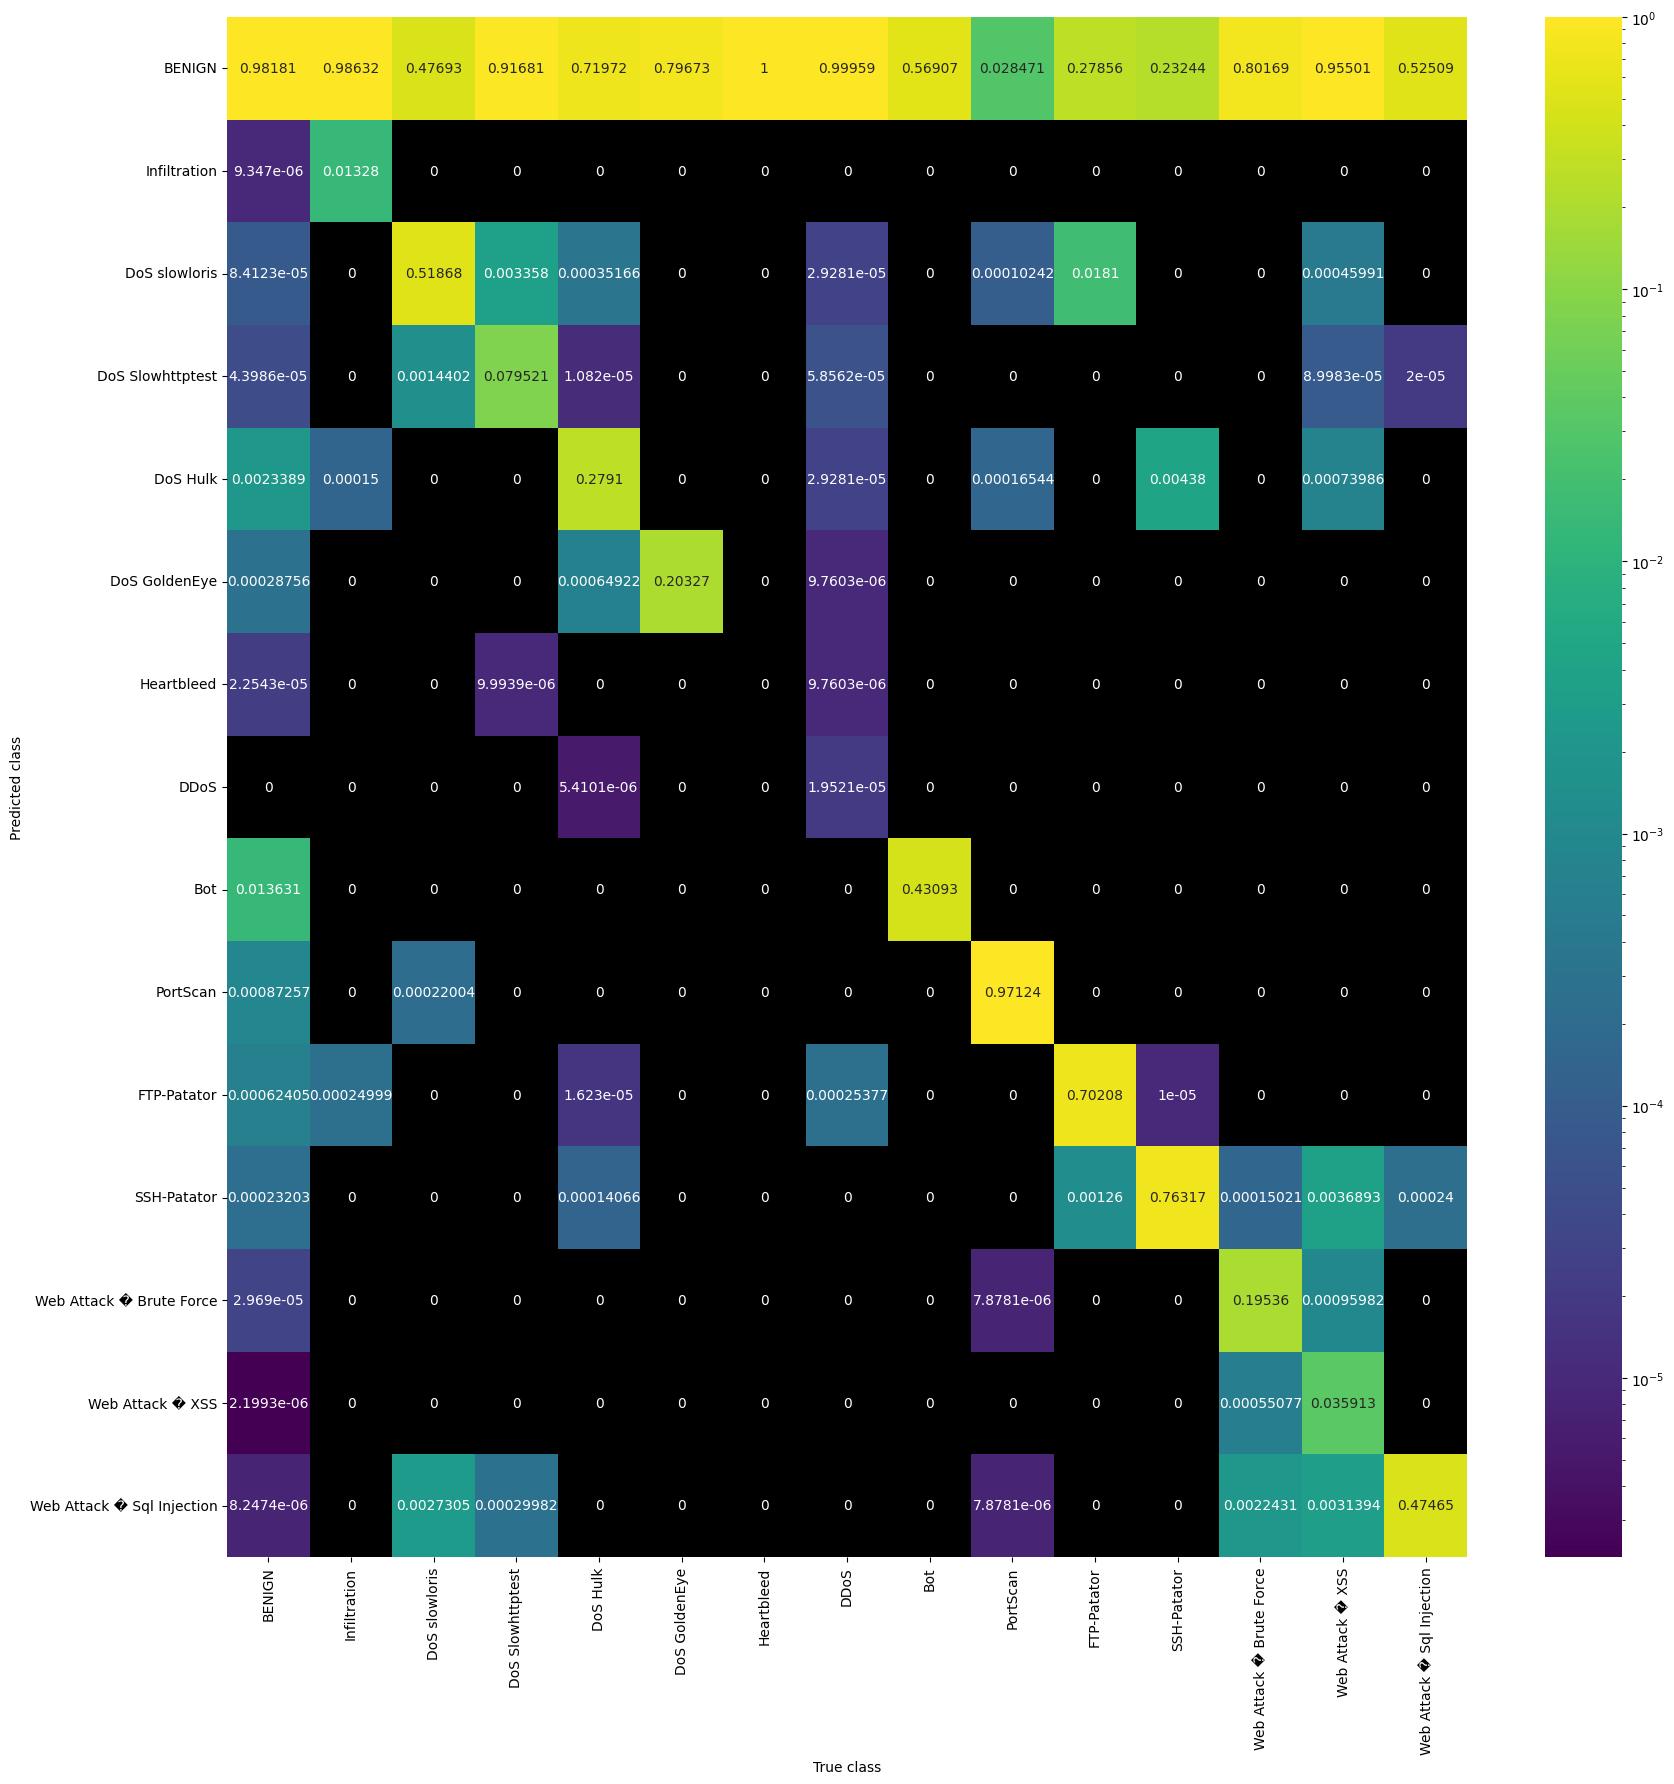 BENIGN 0.98181 0.98632 0.47693 0.91681 0.71972 0.79673 1 0.99959 0.56907 0.028471 0.27856 0.23244 0.80169 0.95501 0.52509
Infiltration 9.347e-06 0.01328 0 0 0 0 0 0 0 0 0 0 0 0 0
DoS slowloris 8.4123e-05 0 0.51868 0.003358 0.00035166 0 0 2.9281e-05 0 0.00010242 0.0181 0 0 0.00045991 0
DoS Slowhttptest 4.3986e-05 0 0.0014402 0.079521 1.082e-05 0 0 5.8562e-05 0 0 0 0 0 8.9983e-05 2e-05
DoS Hulk 0.0023389 0.00015 0 0 0.2791 0 0 2.9281e-05 0 0.00016544 0 0.00438 0 0.00073986 0
DoS GoldenEye 0.00028756 0 0 0 0.00064922 0.20327 0 9.7603e-06 0 0 0 0 0 0 0
Heartbleed 2.2543e-05 0 0 9.9939e-06 0 0 0 9.7603e-06 0 0 0 0 0 0 0
DDoS 0 0 0 0 5.4101e-06 0 0 1.9521e-05 0 0 0 0 0 0 0
Bot 0.013631 0 0 0 0 0 0 0 0.43093 0 0 0 0 0 0
PortScan 0.00087257 0 0.00022004 0 0 0 0 0 0 0.97124 0 0 0 0 0
FTP-Patator 0.00062405 0.00024999 0 0 1.623e-05 0 0 0.00025377 0 0 0.70208 1e-05 0 0 0
SSH-Patator 0.00023203 0 0 0 0.00014066 0 0 0 0 0 0.00126 0.76317 0.00015021 0.0036893 0.00024
Web Attack � Brute Force 2.969e-05 0 0 0 0 0 0 0 0 7.8781e-06 0 0 0.19536 0.00095982 0
Web Attack � XSS 2.1993e-06 0 0 0 0 0 0 0 0 0 0 0 0.00055077 0.035913 0
Web Attack � Sql Injection 8.2474e-06 0 0.0027305 0.00029982 0 0 0 0 0 7.8781e-06 0 0 0.0022431 0.0031394 0.47465
BENIGN
Infiltration
DoS slowloris
DoS Slowhttptest
DoS Hulk
DoS GoldenEye
Heartbleed
DDoS
Bot
PortScan
FTP-Patator
SSH-Patator
Web Attack � Brute Force
Web Attack � XSS
Web Attack � Sql Injection
True class
Predicted class
10⁰
10⁻¹
10⁻²
10⁻³
10⁻⁴
10⁻⁵